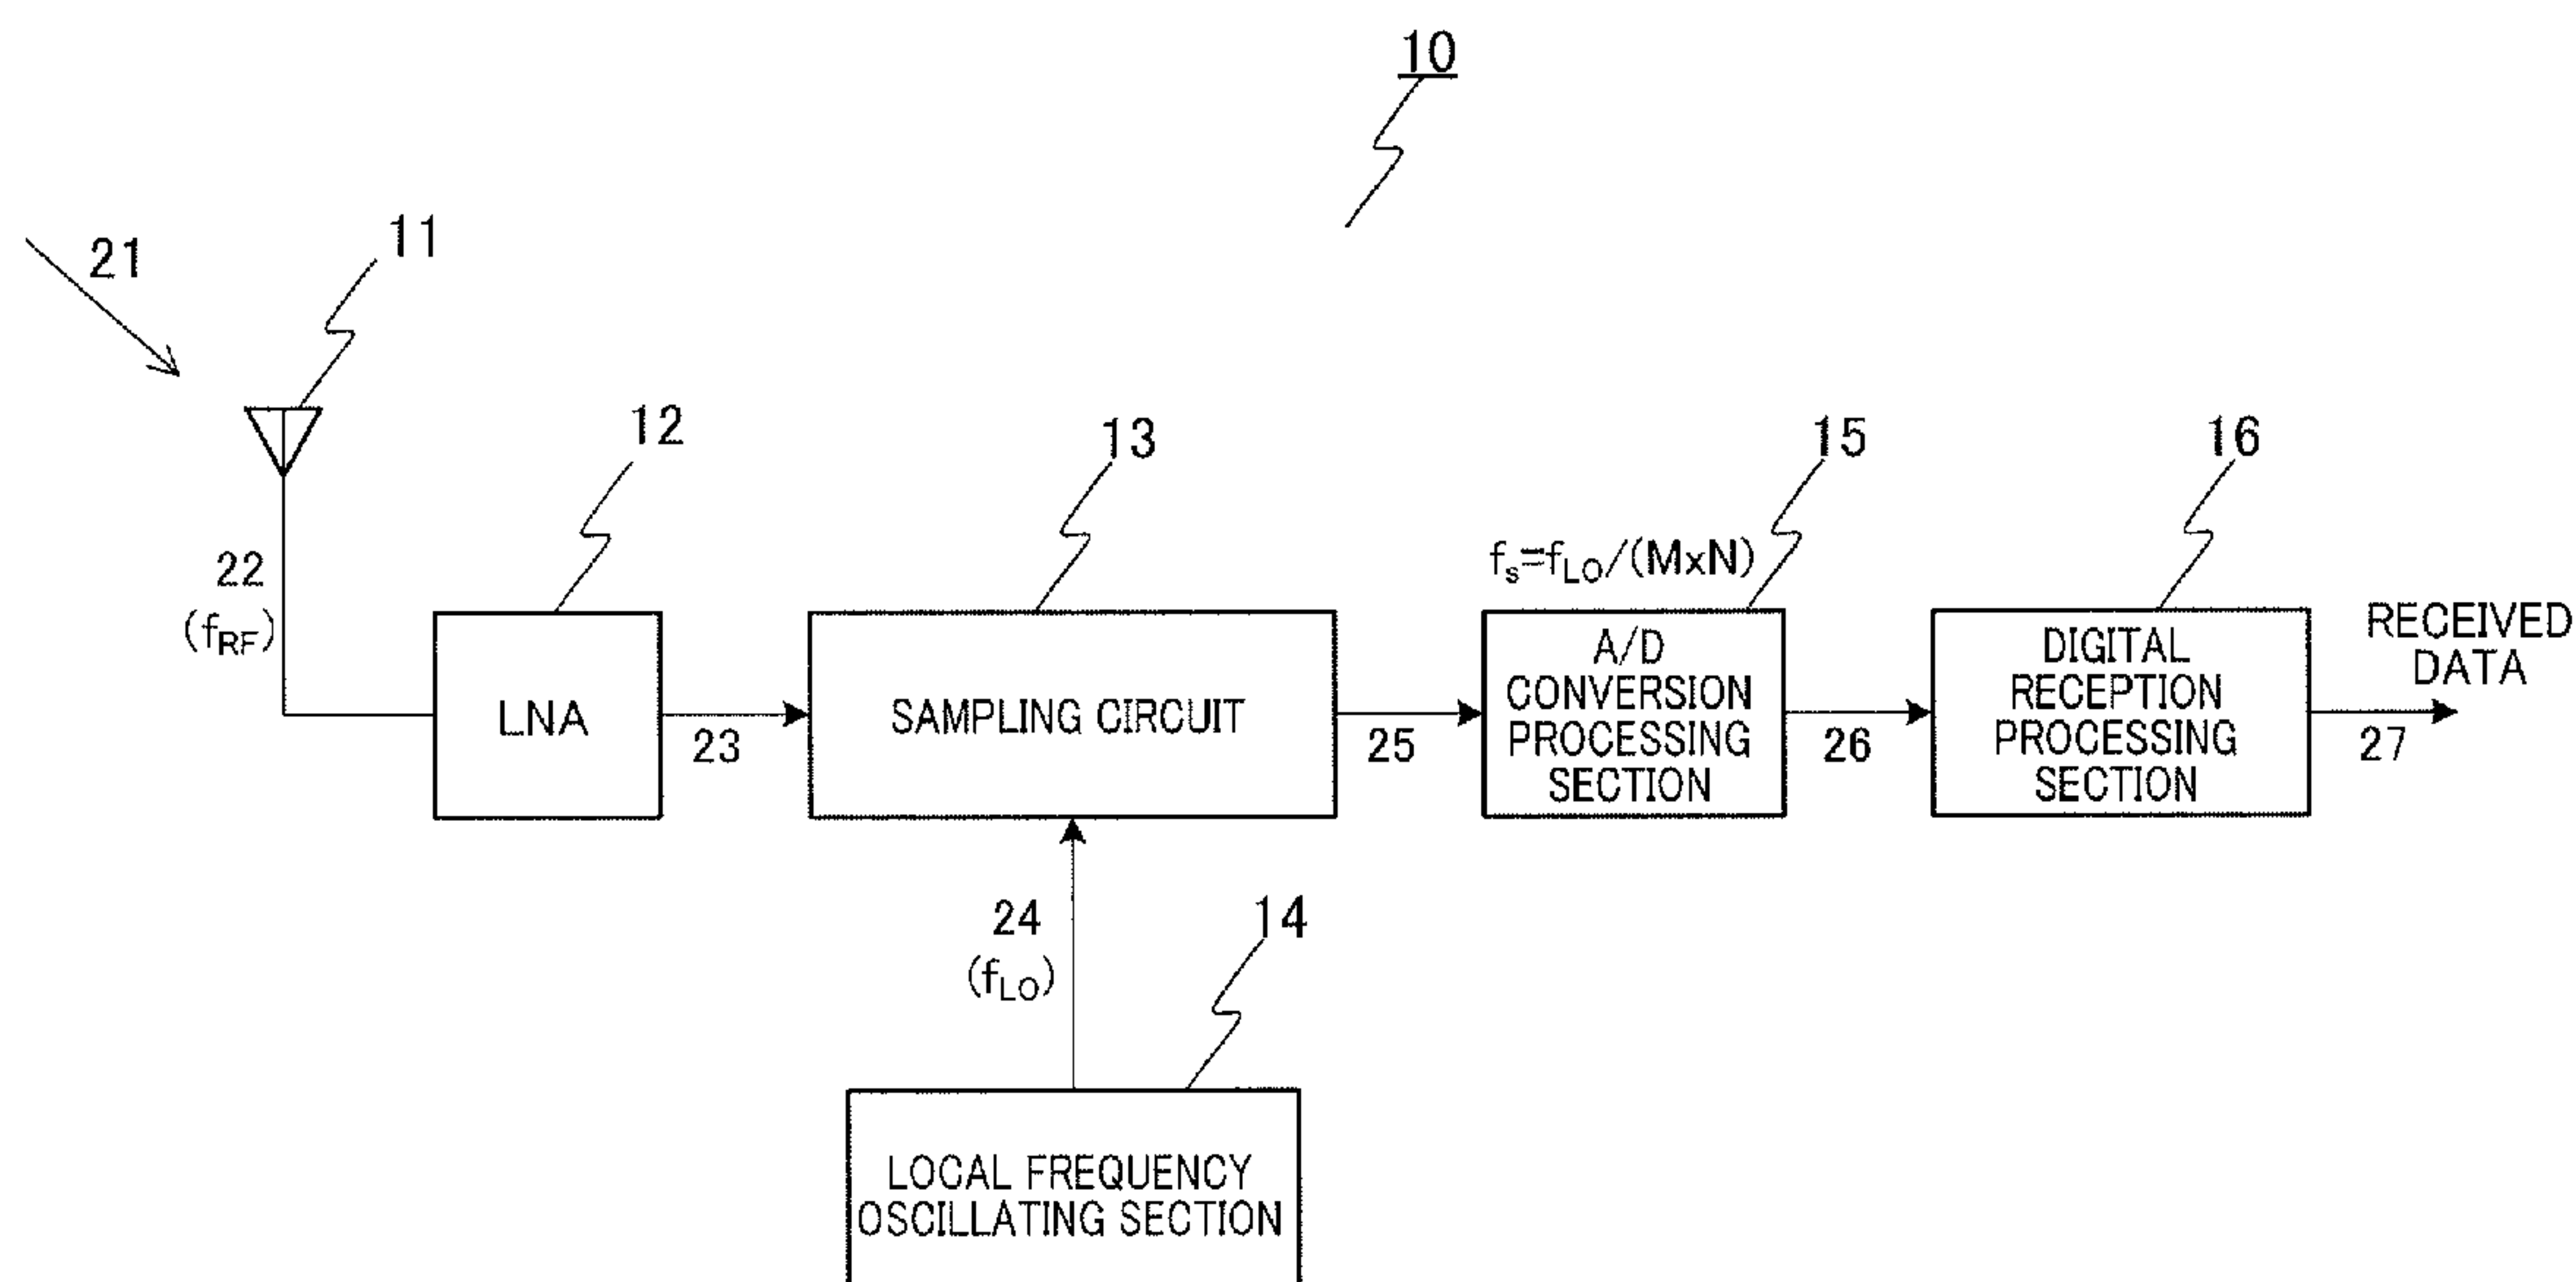 10
21
11
12
13
15
16
22
(fRF)
fs=fLO/(MxN)
LNA
23
SAMPLING CIRCUIT
25
A/D
CONVERSION
PROCESSING
SECTION
26
DIGITAL
RECEPTION
PROCESSING
SECTION
RECEIVED
DATA
27
24
(fLO)
14
LOCAL FREQUENCY
OSCILLATING SECTION